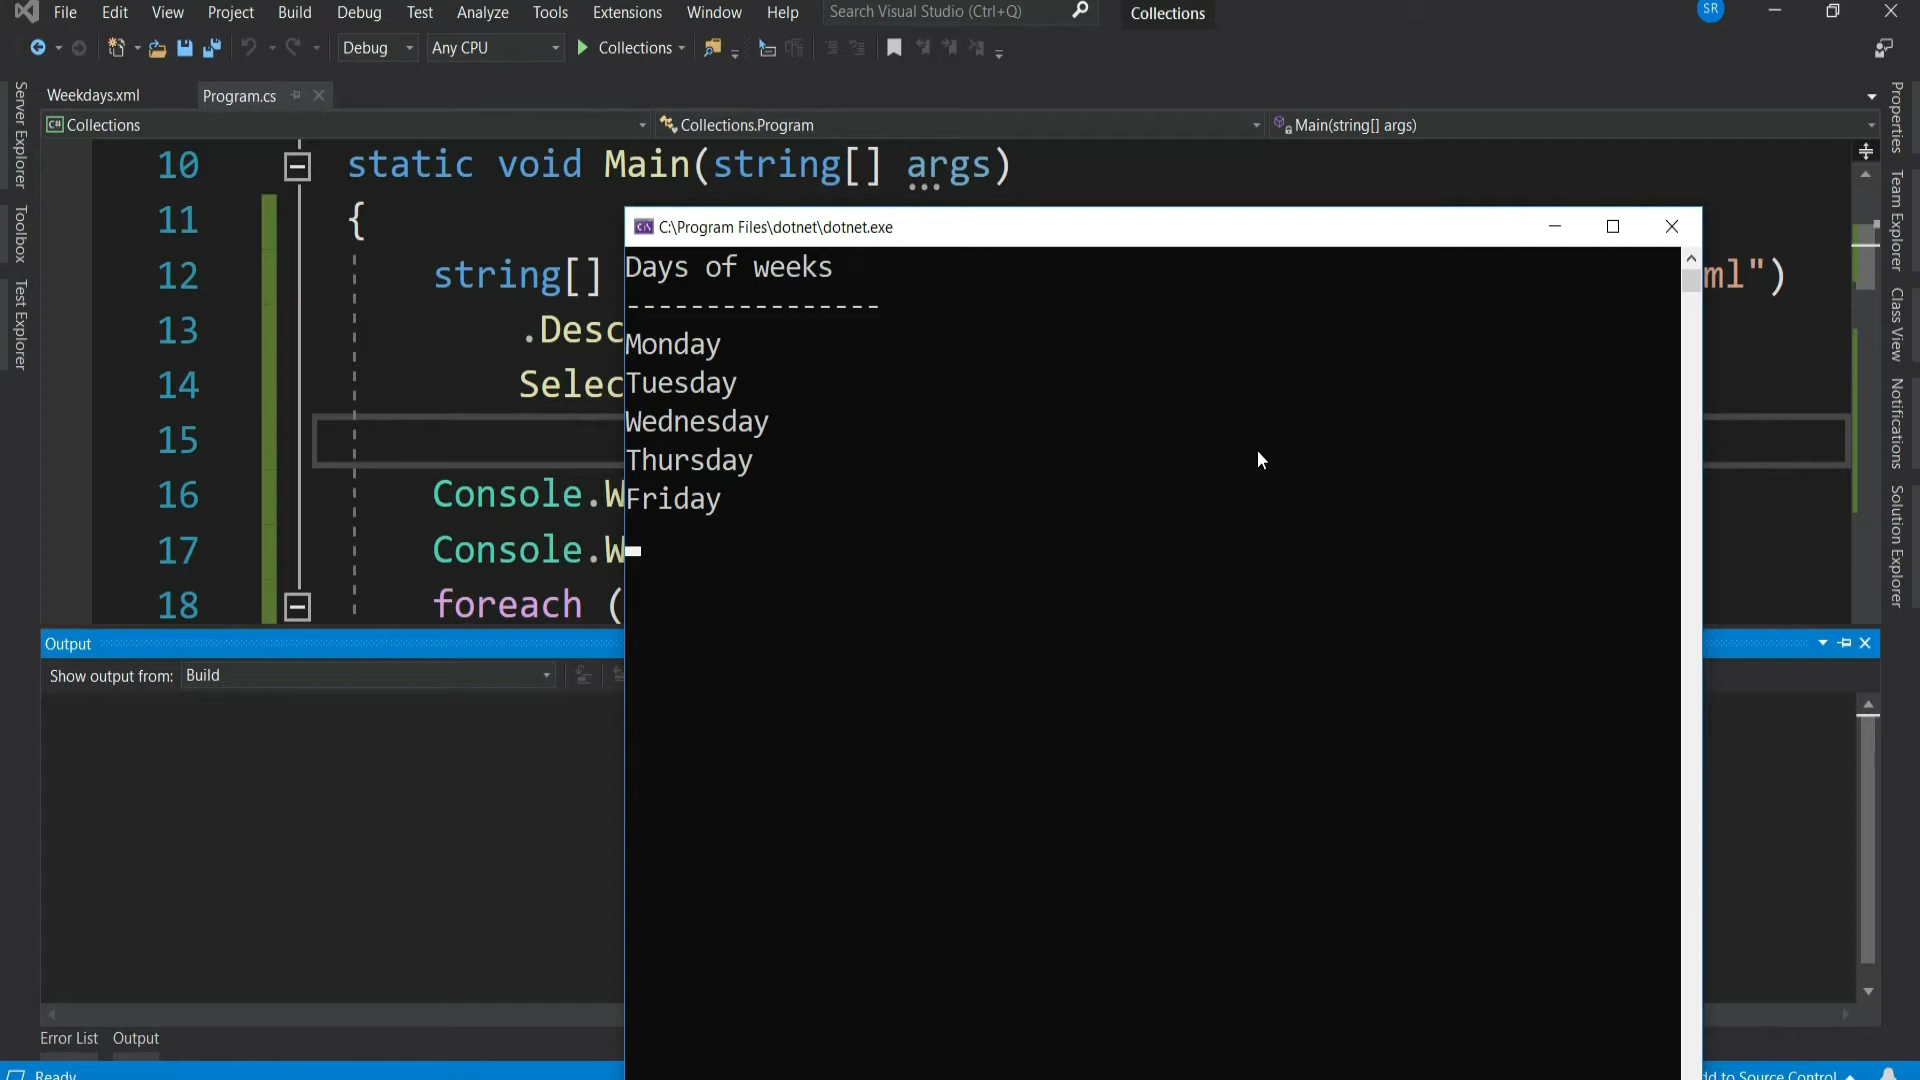 File Edit View Project Build Debug Test Analyze Tools Extensions Window Help Search Visual Studio (Ctrl+Q) Collections SR
Debug Any CPU Collections
Weekdays.xml Program.cs
Collections Collections.Program Main(string[] args)
Server Explorer
Toolbox
Test Explorer
10 static void Main(string[] args)
11 {
12 string[] ml")
13 .Desc
14 Selec
15
16 Console.W
17 Console.W
18 foreach (
C:\Program Files\dotnet\dotnet.exe
Days of weeks
----------------
Monday
Tuesday
Wednesday
Thursday
Friday
Output
Show output from: Build
Error List Output
Ready
dd to Source Control
Properties
Team Explorer
Class View
Notifications
Solution Explorer